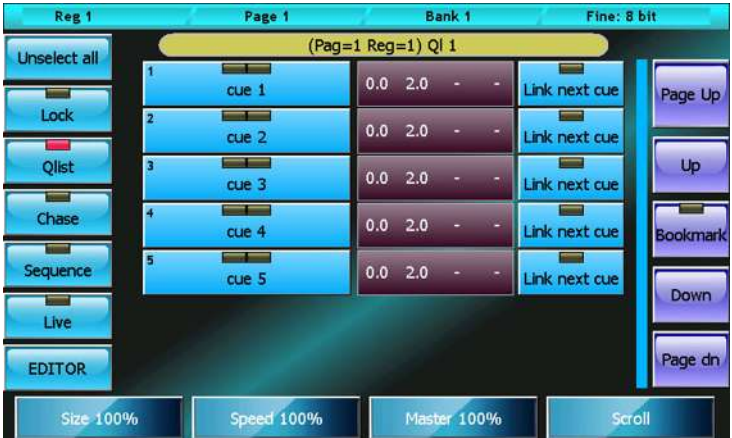 Reg 1 Page 1 Bank 1 Fine: 8 bit
(Pag=1 Reg=1) Ql 1
Unselect all
Lock
Qlist
Chase
Sequence
Live
EDITOR
1 cue 1 0.0 2.0 - - Link next cue
2 cue 2 0.0 2.0 - - Link next cue
3 cue 3 0.0 2.0 - - Link next cue
4 cue 4 0.0 2.0 - - Link next cue
5 cue 5 0.0 2.0 - - Link next cue
Page Up
Up
Bookmark
Down
Page dn
Size 100% Speed 100% Master 100% Scroll